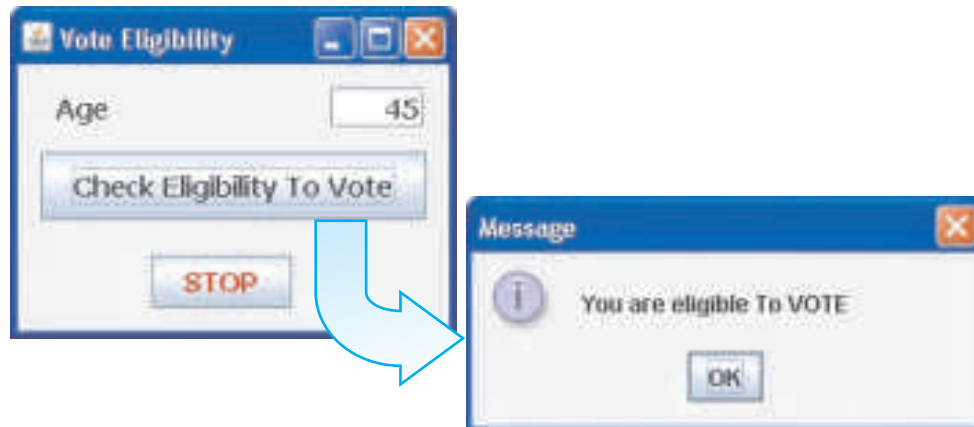 Vote Eligibility
Age 45
Check Eligibility To Vote
STOP
Message
i
You are eligible To VOTE
OK